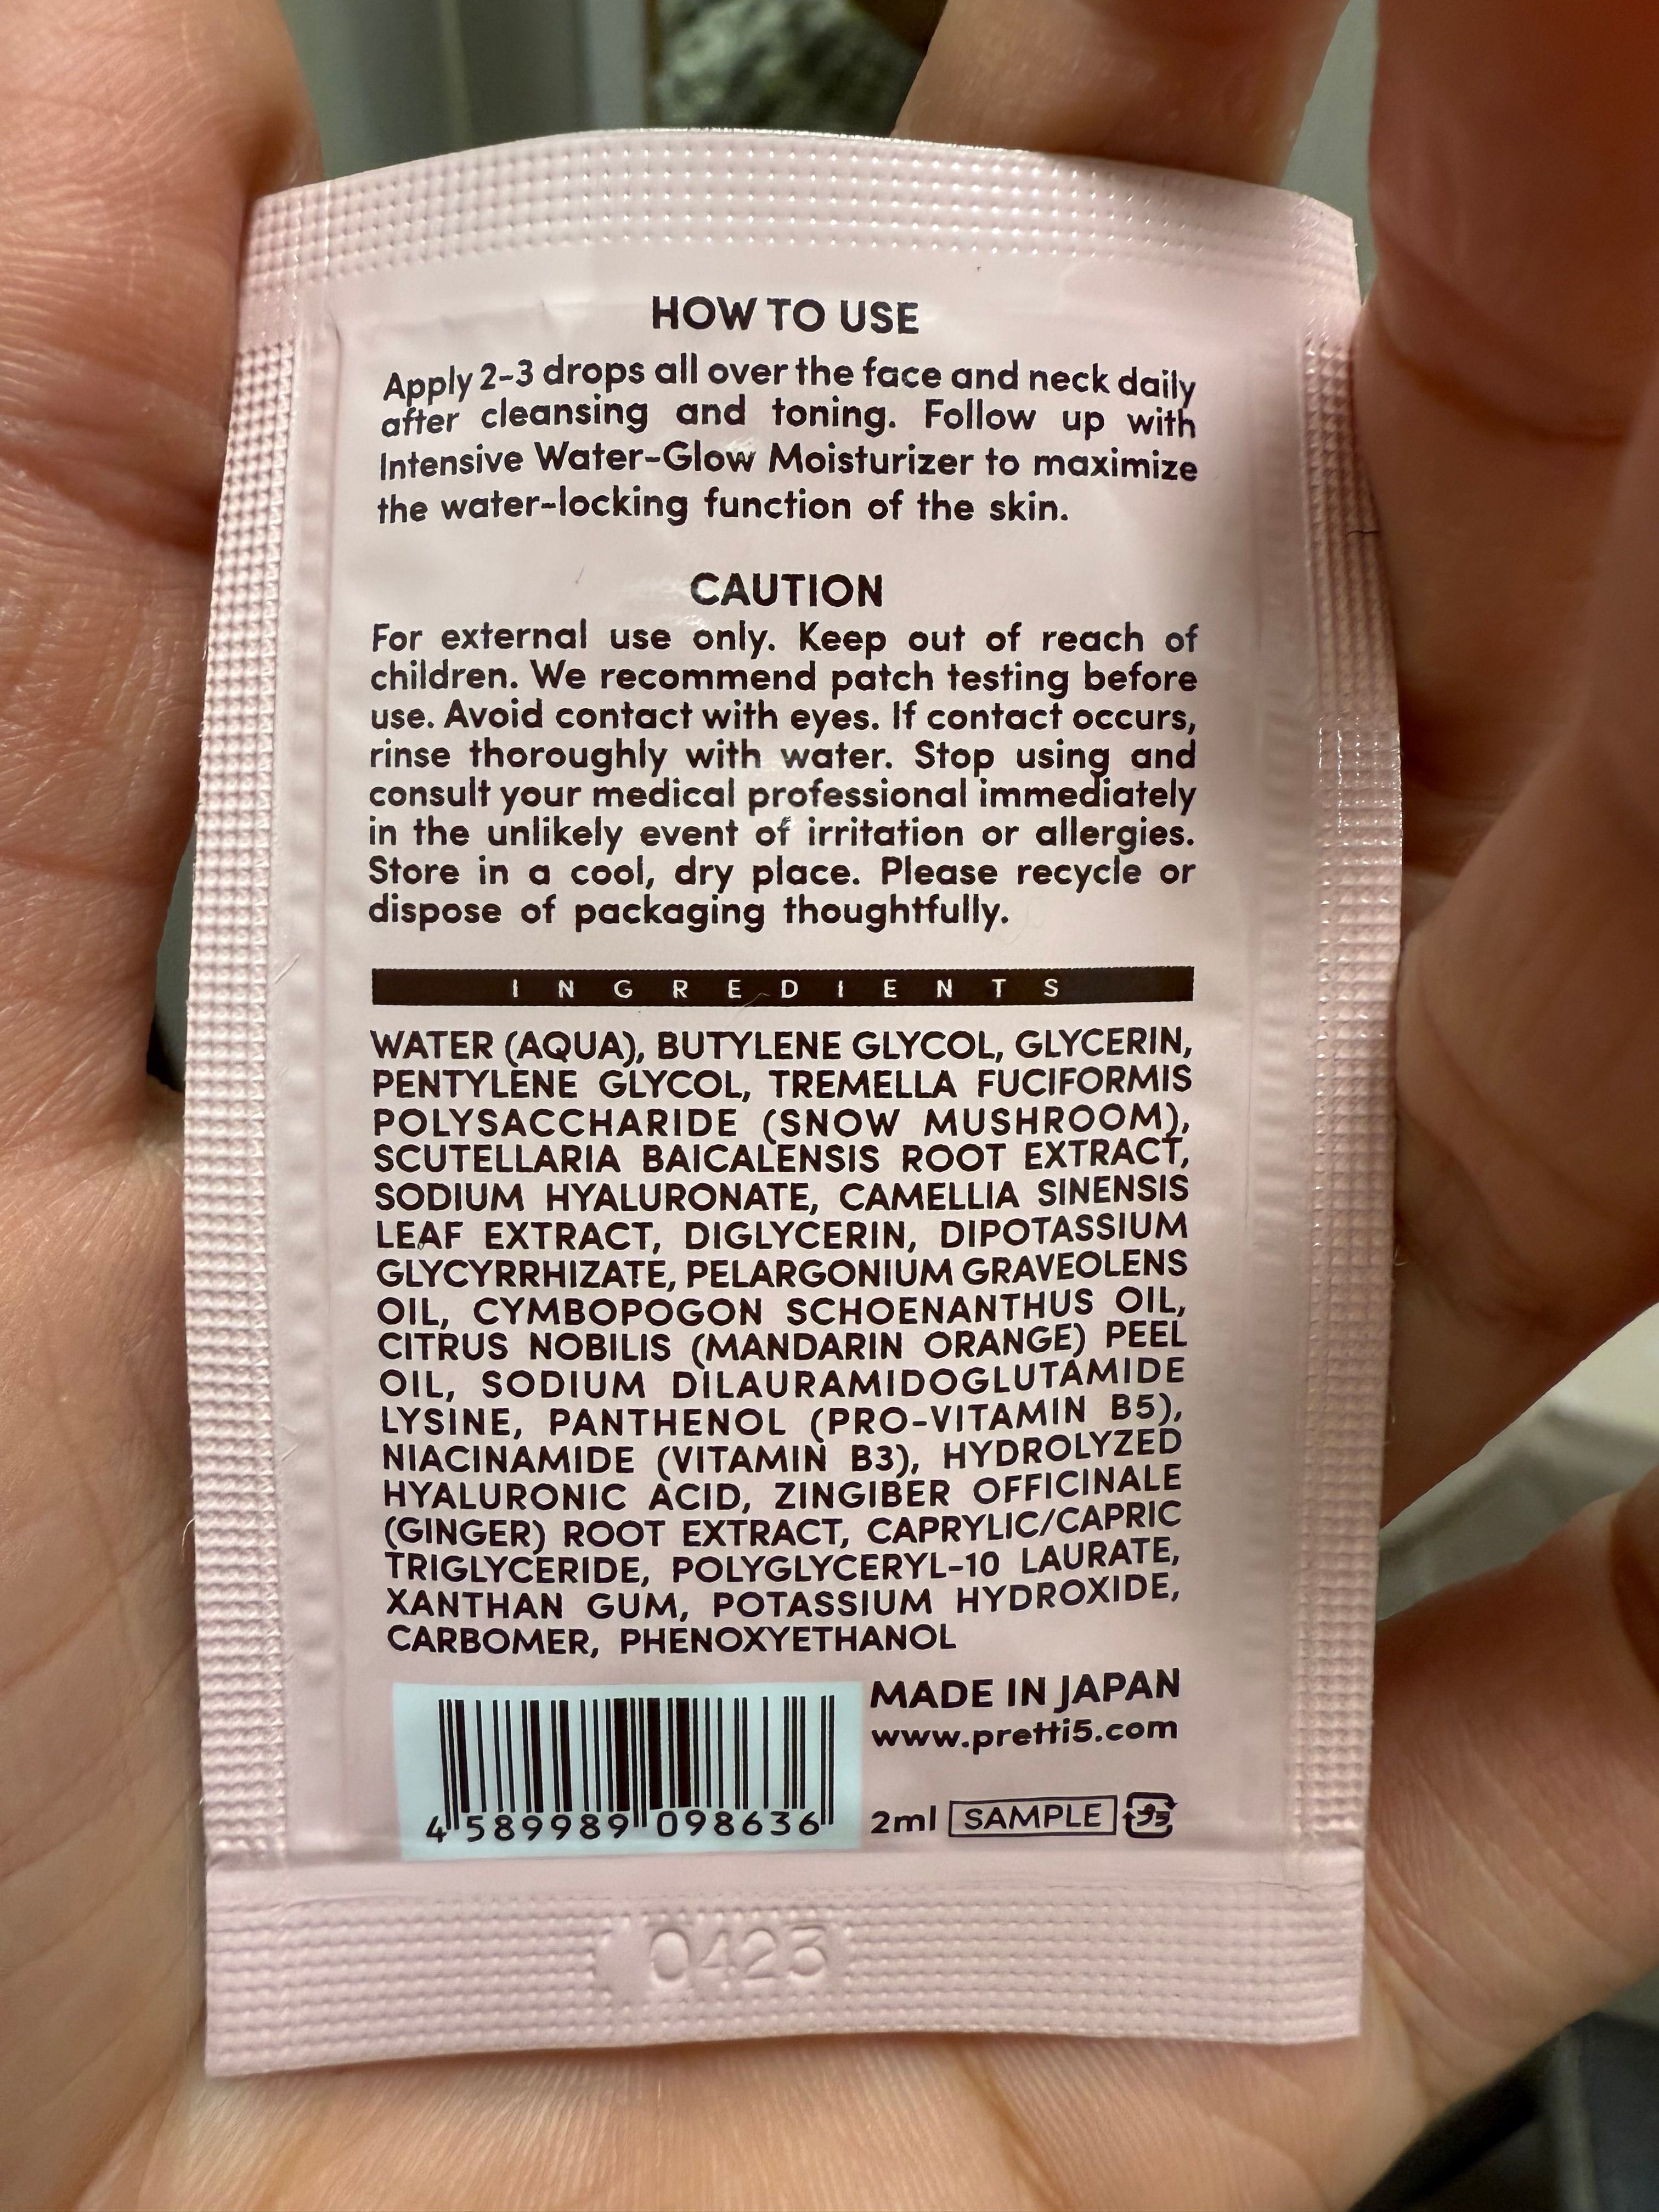 HOW TO USE
Apply 2-3 drops all over the face and neck daily
after cleansing and toning. Follow up with
Intensive Water-Glow Moisturizer to maximize
the water-locking function of the skin.
CAUTION
For external use only. Keep out of reach of
children. We recommend patch testing before
use. Avoid contact with eyes. If contact occurs,
rinse thoroughly with water. Stop using and
consult your medical professional immediately
in the unlikely event of irritation or allergies.
Store in a cool, dry place. Please recycle or
dispose of packaging thoughtfully.
INGREDIENTS
WATER (AQUA), BUTYLENE GLYCOL, GLYCERIN,
PENTYLENE GLYCOL, TREMELLA FUCIFORMIS
POLYSACCHARIDE (SNOW MUSHROOM),
SCUTELLARIA BAICALENSIS ROOT EXTRACT,
SODIUM HYALURONATE, CAMELLIA SINENSIS
LEAF EXTRACT, DIGLYCERIN, DIPOTASSIUM
GLYCYRRHIZATE, PELARGONIUM GRAVEOLENS
OIL, CYMBOPOGON SCHOENANTHUS OIL,
CITRUS NOBILIS (MANDARIN ORANGE) PEEL
OIL, SODIUM DILAURAMIDOGLUTAMIDE
LYSINE, PANTHENOL (PRO-VITAMIN B5),
NIACINAMIDE (VITAMIN B3), HYDROLYZED
HYALURONIC ACID, ZINGIBER OFFICINALE
(GINGER) ROOT EXTRACT, CAPRYLIC/CAPRIC
TRIGLYCERIDE, POLYGLYCERYL-10 LAURATE,
XANTHAN GUM, POTASSIUM HYDROXIDE,
CARBOMER, PHENOXYETHANOL
MADE IN JAPAN
www.pretti5.com
4 589989 098636
2ml SAMPLE プラ
0423